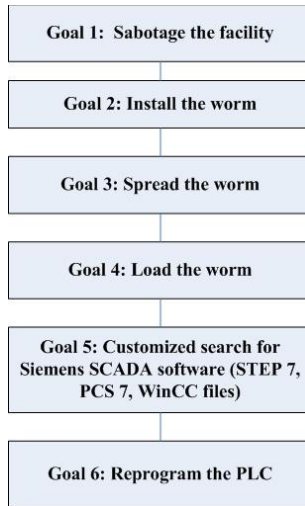 Goal 1:  Sabotage the facility
Goal 2: Install the worm
Goal 3: Spread the worm
Goal 4: Load the worm
Goal 5: Customized search for
Siemens SCADA software (STEP 7,
PCS 7, WinCC files)
Goal 6: Reprogram the PLC